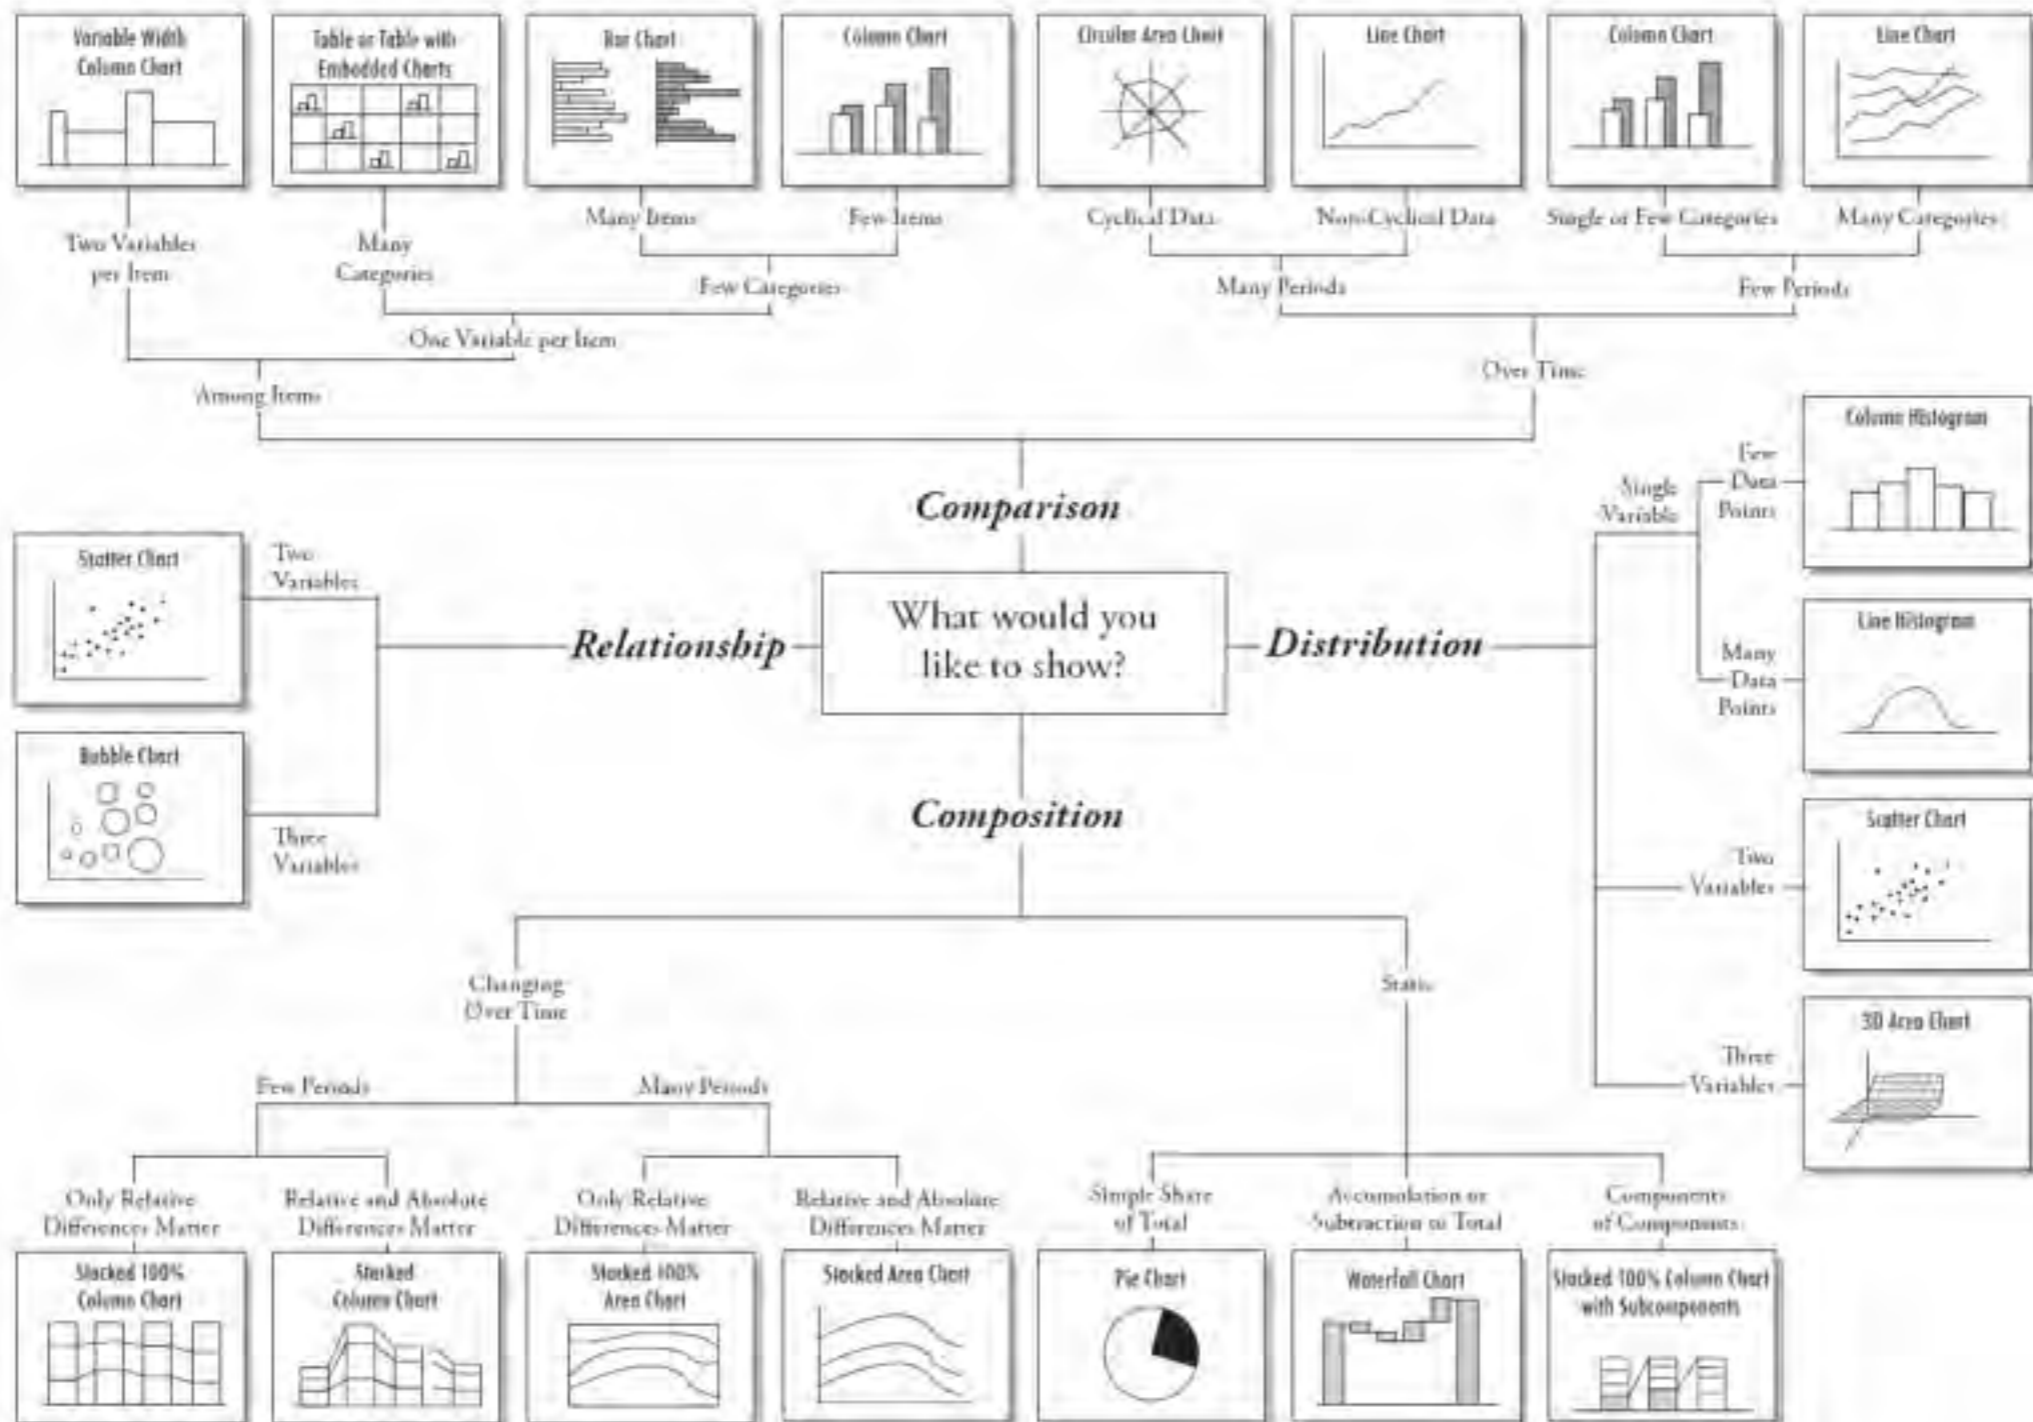 Variable Width
Column Chart
Table or Table with
Embedded Charts
Bar Chart
Column Chart
Circular Area Chart
Line Chart
Column Chart
Line Chart
Two Variables
per Item
Many
Categories
Many Items
Few Items
Cyclical Data
Non-Cyclical Data
Single or Few Categories
Many Categories
Few Categories
Many Periods
Few Periods
One Variable per Item
Over Time
Among Items
Comparison
What would you
like to show?
Relationship
Two
Variables
Scatter Chart
Three
Variables
Bubble Chart
Distribution
Single
Variable
Few
Data
Points
Column Histogram
Many
Data
Points
Line Histogram
Two
Variables
Scatter Chart
Three
Variables
3D Area Chart
Composition
Changing
Over Time
Static
Few Periods
Many Periods
Only Relative
Differences Matter
Relative and Absolute
Differences Matter
Only Relative
Differences Matter
Relative and Absolute
Differences Matter
Simple Share
of Total
Accumulation or
Subtraction to Total
Components
of Components
Stacked 100%
Column Chart
Stacked
Column Chart
Stacked 100%
Area Chart
Stacked Area Chart
Pie Chart
Waterfall Chart
Stacked 100% Column Chart
with Subcomponents